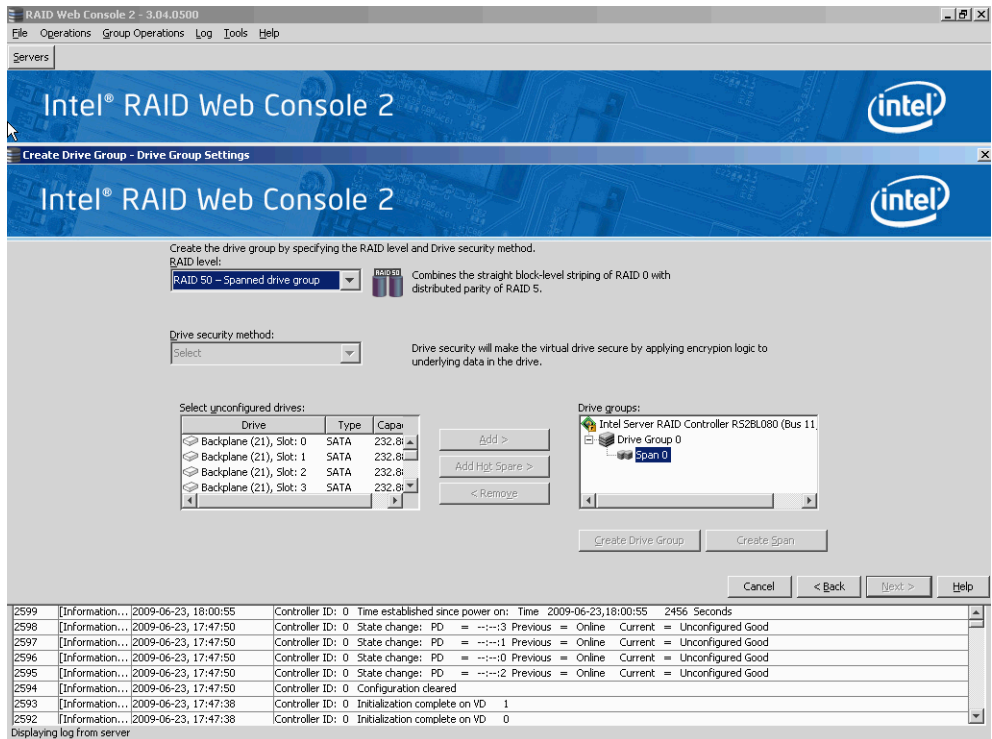 RAID Web Console 2 - 3.04.0500
File Operations Group Operations Log Tools Help
Servers
Intel® RAID Web Console 2
intel
Create Drive Group - Drive Group Settings
Intel® RAID Web Console 2
intel
Create the drive group by specifying the RAID level and Drive security method.
RAID level:
RAID 50 – Spanned drive group
RAID 50
Combines the straight block-level striping of RAID 0 with
distributed parity of RAID 5.
Drive security method:
Select
Drive security will make the virtual drive secure by applying encrypion logic to
underlying data in the drive.
Select unconfigured drives:
Drive Type Capa
Backplane (21), Slot: 0 SATA 232.8
Backplane (21), Slot: 1 SATA 232.8
Backplane (21), Slot: 2 SATA 232.8
Backplane (21), Slot: 3 SATA 232.8
Add >
Add Hot Spare >
< Remove
Drive groups:
Intel Server RAID Controller RS2BL080 (Bus 11
Drive Group 0
Span 0
Create Drive Group Create Span
Cancel < Back Next > Help
2599 [Information... 2009-06-23, 18:00:55 Controller ID: 0 Time established since power on: Time 2009-06-23,18:00:55 2456 Seconds
2598 [Information... 2009-06-23, 17:47:50 Controller ID: 0 State change: PD = --:--:3 Previous = Online Current = Unconfigured Good
2597 [Information... 2009-06-23, 17:47:50 Controller ID: 0 State change: PD = --:--:1 Previous = Online Current = Unconfigured Good
2596 [Information... 2009-06-23, 17:47:50 Controller ID: 0 State change: PD = --:--:0 Previous = Online Current = Unconfigured Good
2595 [Information... 2009-06-23, 17:47:50 Controller ID: 0 State change: PD = --:--:2 Previous = Online Current = Unconfigured Good
2594 [Information... 2009-06-23, 17:47:50 Controller ID: 0 Configuration cleared
2593 [Information... 2009-06-23, 17:47:38 Controller ID: 0 Initialization complete on VD 1
2592 [Information... 2009-06-23, 17:47:38 Controller ID: 0 Initialization complete on VD 0
Displaying log from server